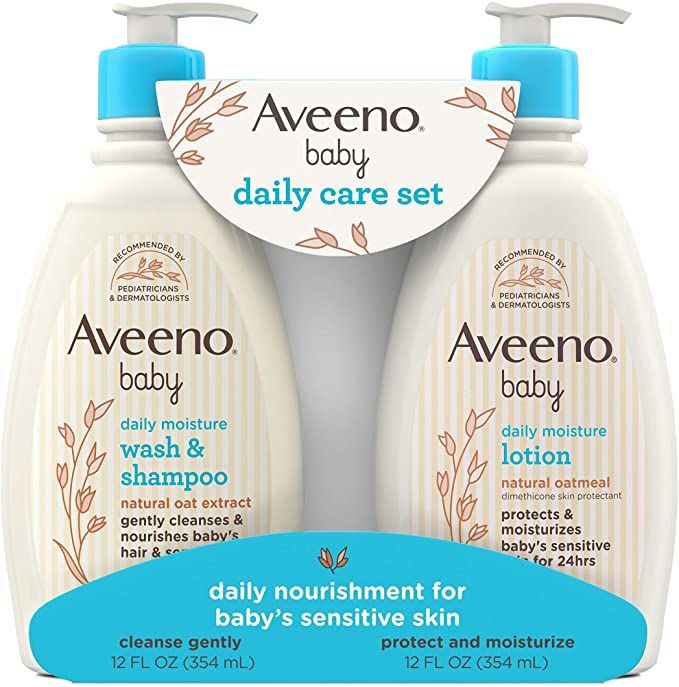 Aveeno®
baby
daily care set
RECOMMENDED BY
PEDIATRICIANS
& DERMATOLOGISTS
Aveeno®
baby
daily moisture
wash &
shampoo
natural oat extract
gently cleanses &
nourishes baby's
hair &
RECOMMENDED BY
PEDIATRICIANS
& DERMATOLOGISTS
Aveeno®
baby
daily moisture
lotion
natural oatmeal
dimethicone skin protectant
protects &
moisturizes
baby's sensitive
for 24hrs
daily nourishment for
baby's sensitive skin
cleanse gently
12 FL OZ (354 mL)
protect and moisturize
12 FL OZ (354 mL)